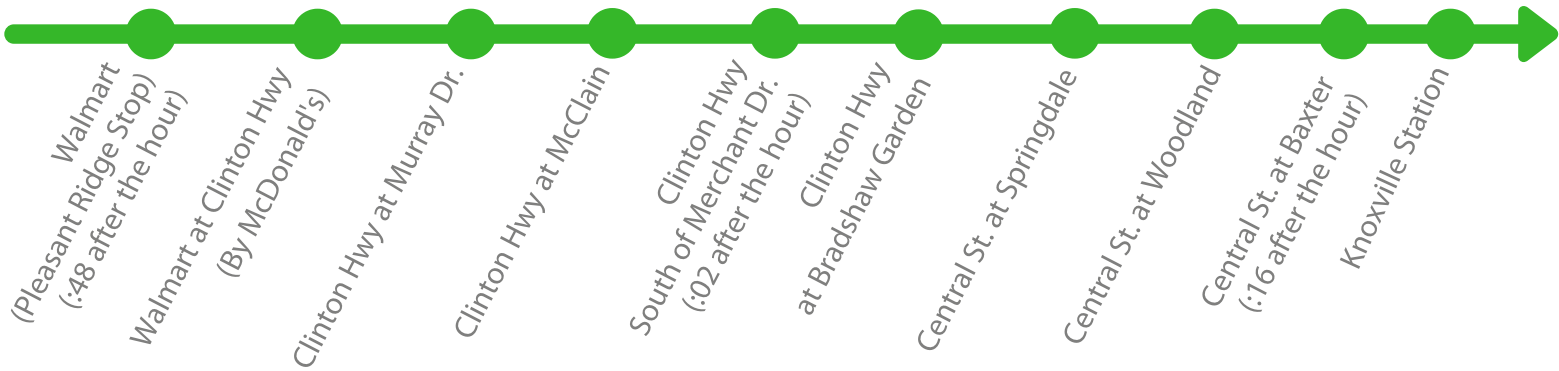 Walmart
(Pleasant Ridge Stop)
(:48 after the hour)
Walmart at Clinton Hwy
(By McDonald's)
Clinton Hwy at Murray Dr.
Clinton Hwy at McClain
Clinton Hwy
South of Merchant Dr.
(:02 after the hour)
Clinton Hwy
at Bradshaw Garden
Central St. at Springdale
Central St. at Woodland
Central St. at Baxter
(:16 after the hour)
Knoxville Station